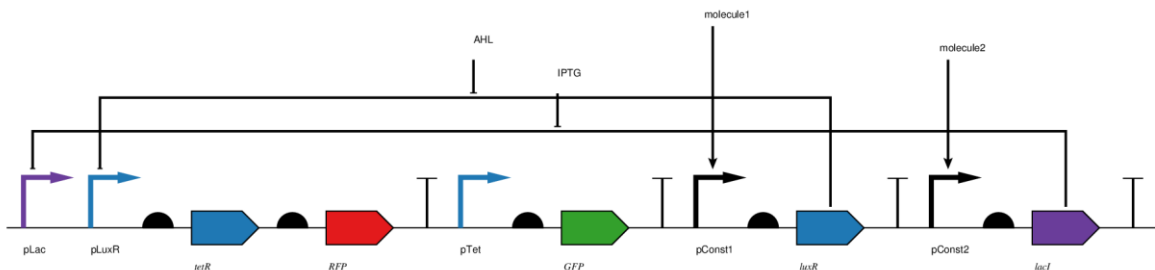 molecule1
AHL
molecule2
IPTG
pLac
pLuxR
tetR
RFP
pTet
GFP
pConst1
luxR
pConst2
lacI